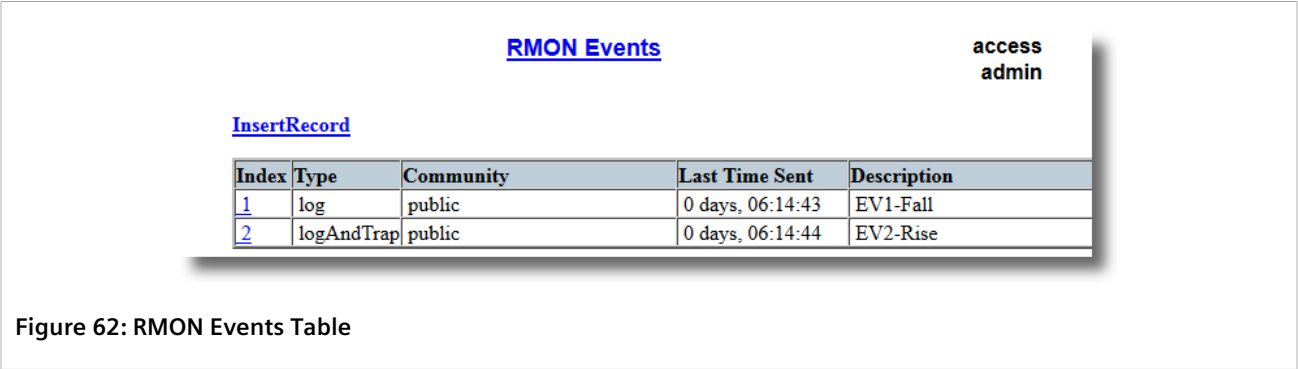 RMON Events
access
admin
InsertRecord
Index Type Community Last Time Sent Description
1 log public 0 days, 06:14:43 EV1-Fall
2 logAndTrap public 0 days, 06:14:44 EV2-Rise
Figure 62: RMON Events Table